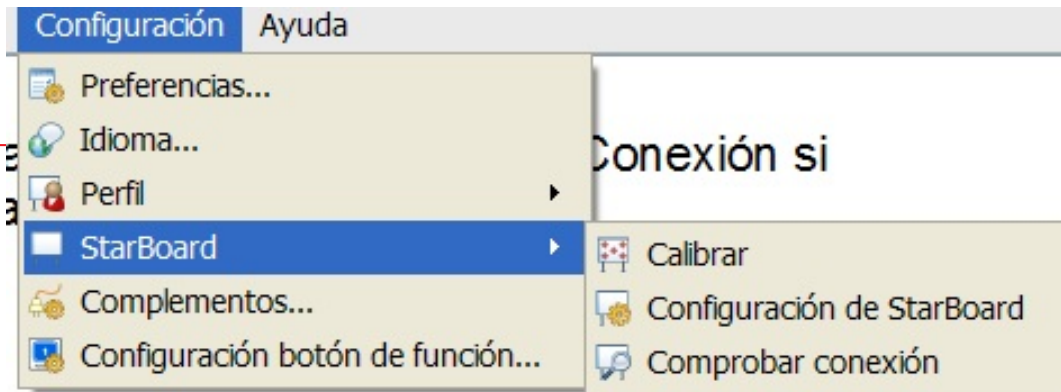 Configuración Ayuda
Preferencias...
Idioma...
Conexión si
Perfil
StarBoard
Calibrar
Complementos...
Configuración de StarBoard
Configuración botón de función...
Comprobar conexión